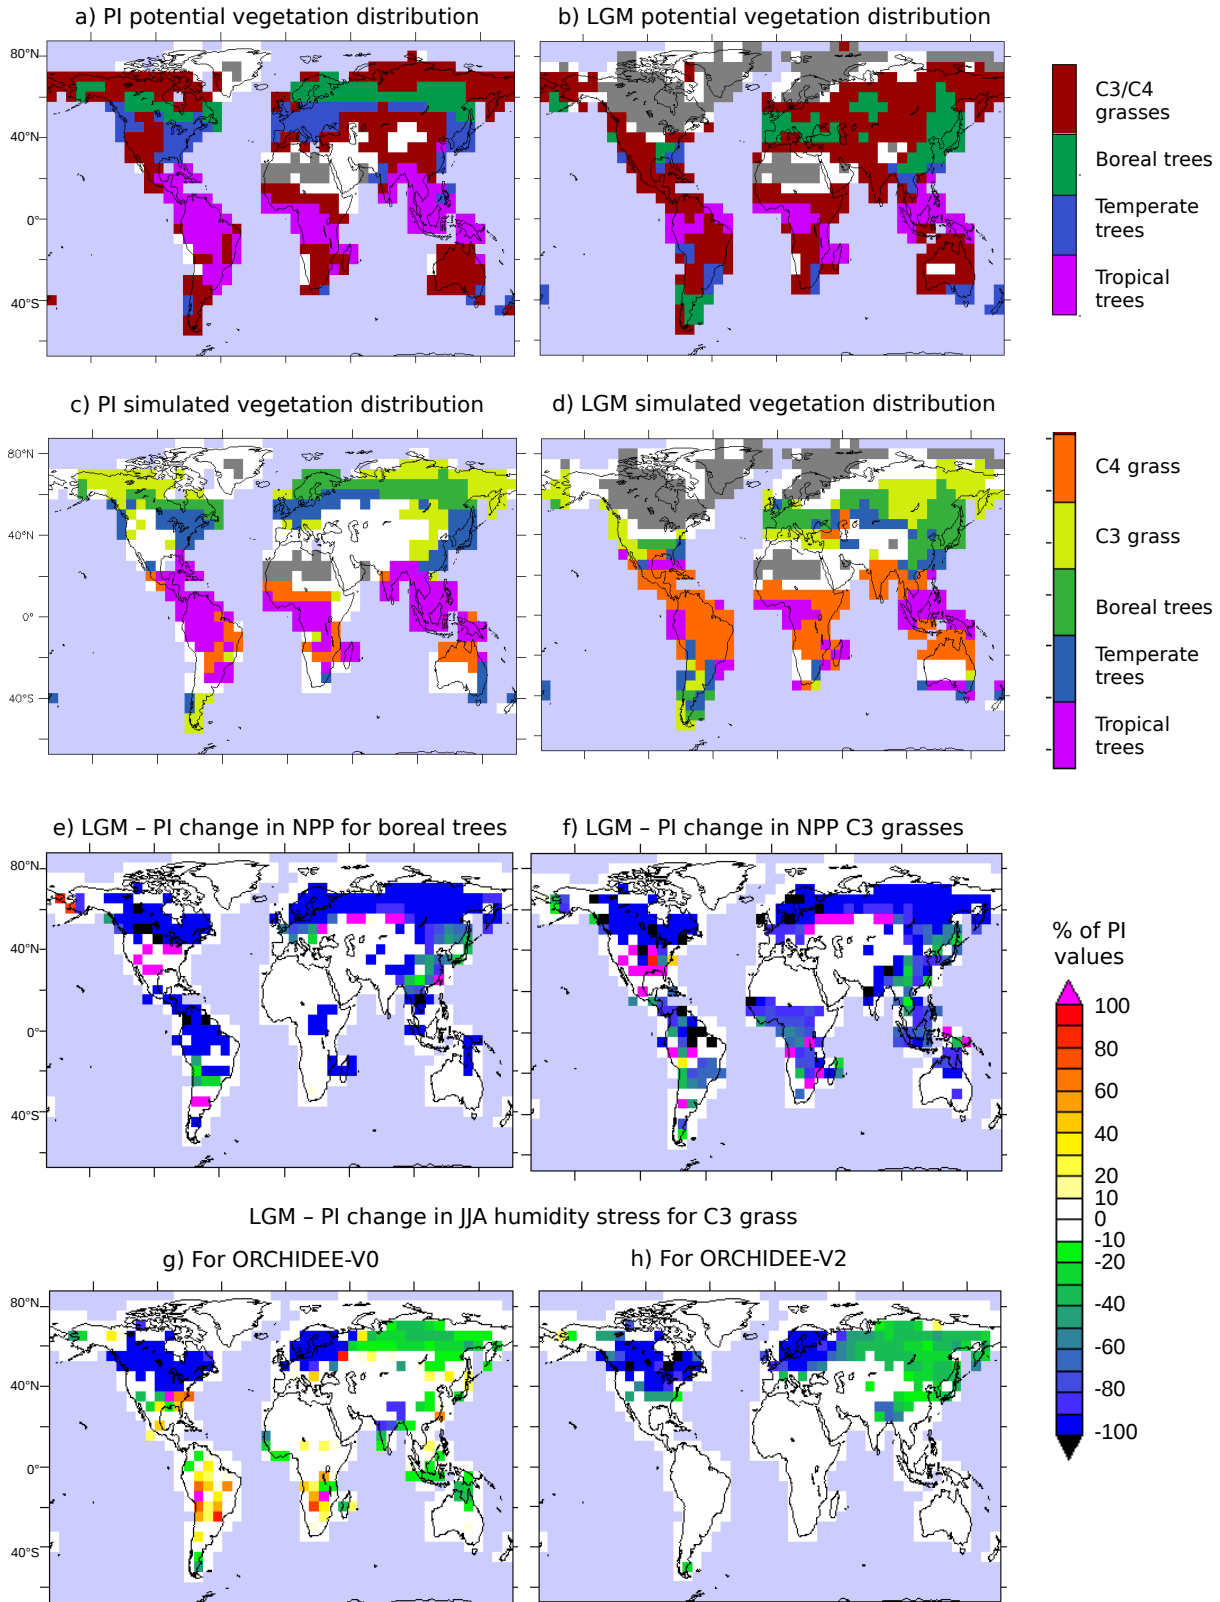 a) PI potential vegetation distribution
b) LGM potential vegetation distribution
80°N
40°N
0°
40°S
C3/C4
grasses
Boreal trees
Temperate
trees
Tropical
trees
c) PI simulated vegetation distribution
d) LGM simulated vegetation distribution
80°N
40°N
0°
40°S
C4 grass
C3 grass
Boreal trees
Temperate
trees
Tropical
trees
e) LGM – PI change in NPP for boreal trees
f) LGM – PI change in NPP C3 grasses
80°N
40°N
0°
40°S
% of PI
values
100
80
60
40
20
10
0
-10
-20
-40
-60
-80
-100
LGM – PI change in JJA humidity stress for C3 grass
g) For ORCHIDEE-V0
h) For ORCHIDEE-V2
80°N
40°N
0°
40°S